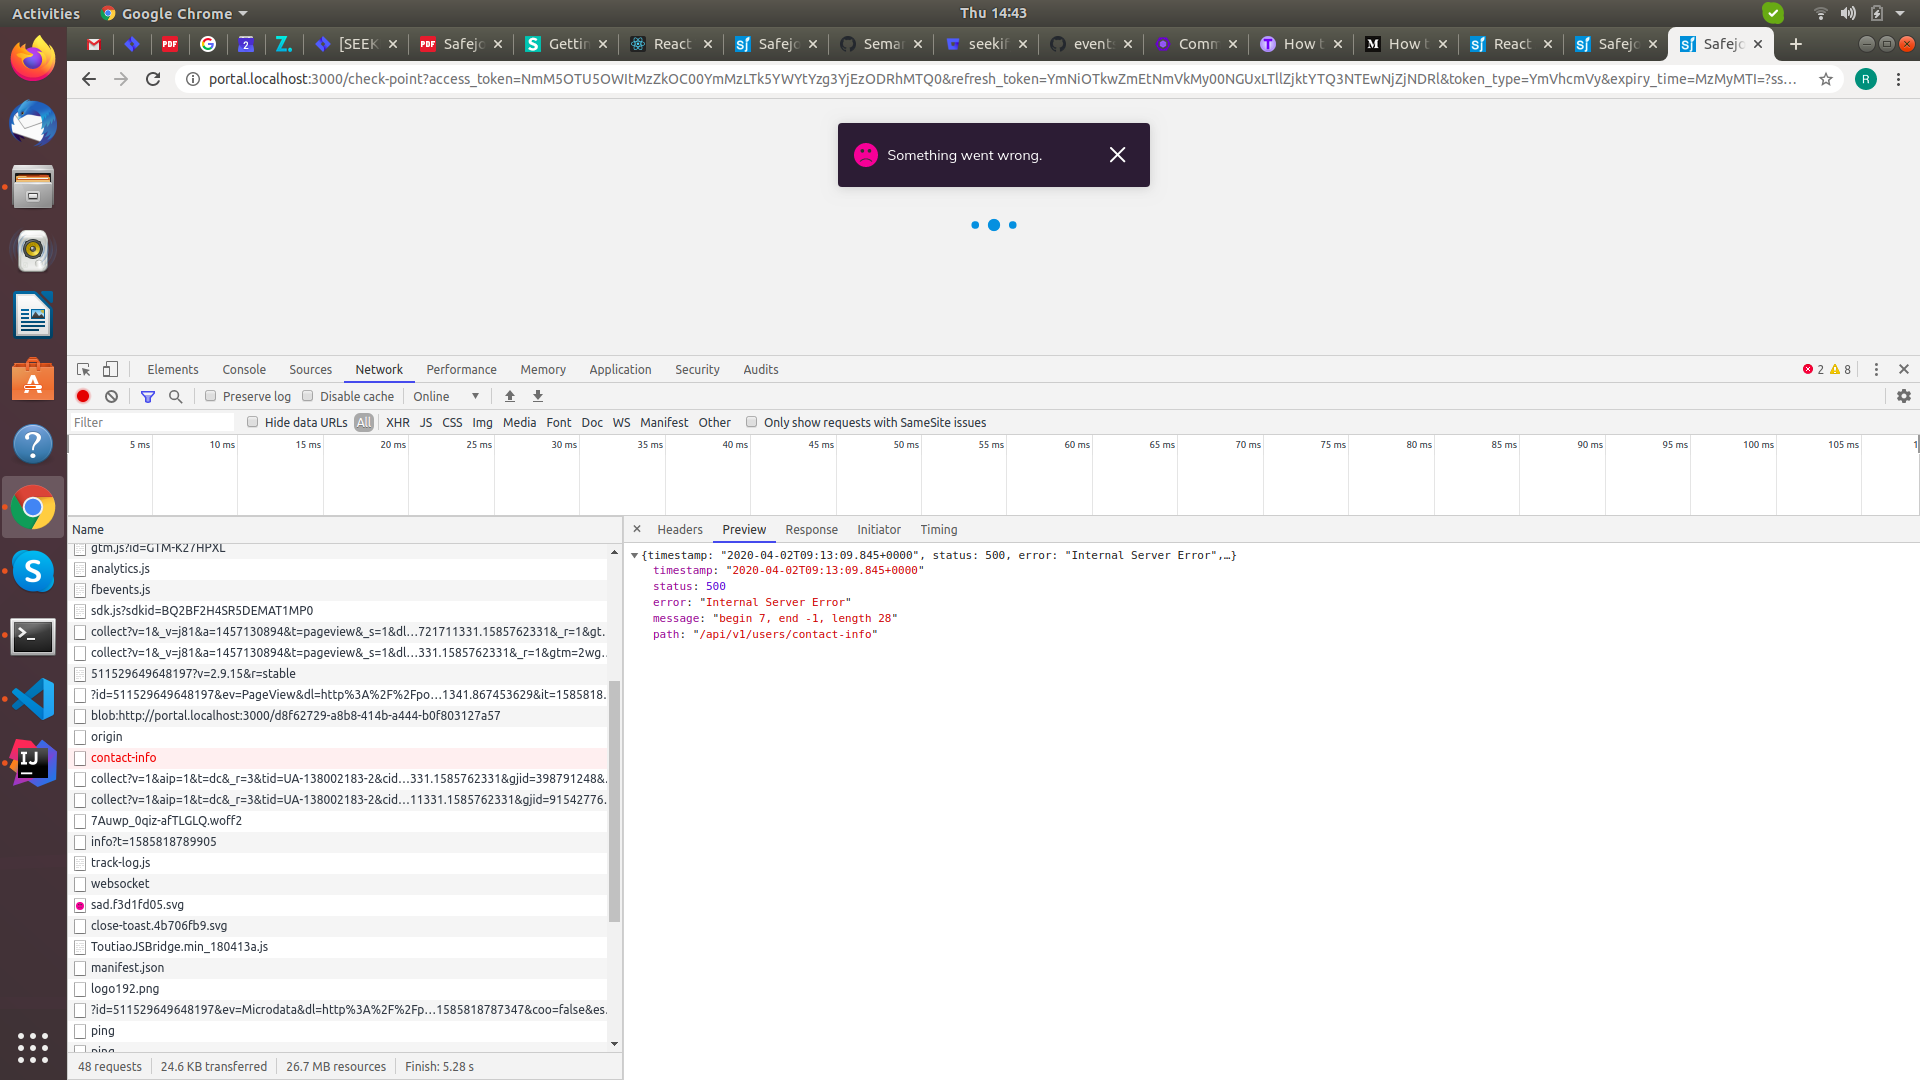 Activities
Google Chrome
Thu 14:43
[SEEK
Safejo
Gettin
React
Safejo
Semar
seekif
event:
Comm
How t
How t
React
Safejo
Safejo
portal.localhost:3000/check-point?access_token=NmM5OTU5OWItMzZkOC00YmMzLTk5YWYtYzg3YjEzODRhMTQ0&refresh_token=YmNiOTkwZmEtNmVkMy00NGUxLTllZjktYTQ3NTEwNjZjNDRl&token_type=YmVhcmVy&expiry_time=MzMyMTI=?ss…
R
Something went wrong.
Elements
Console
Sources
Network
Performance
Memory
Application
Security
Audits
2
8
Preserve log
Disable cache
Online
Filter
Hide data URLs
All
XHR
JS
CSS
Img
Media
Font
Doc
WS
Manifest
Other
Only show requests with SameSite issues
5 ms
10 ms
15 ms
20 ms
25 ms
30 ms
35 ms
40 ms
45 ms
50 ms
55 ms
60 ms
65 ms
70 ms
75 ms
80 ms
85 ms
90 ms
95 ms
100 ms
105 ms
1
Name
×
Headers
Preview
Response
Initiator
Timing
gtm.js?id=GTM-K27HPXL
analytics.js
fbevents.js
sdk.js?sdkid=BQ2BF2H4SR5DEMAT1MP0
collect?v=1&_v=j81&a=1457130894&t=pageview&_s=1&dl…721711331.1585762331&_r=1&gt…
collect?v=1&_v=j81&a=1457130894&t=pageview&_s=1&dl…331.1585762331&_r=1&gtm=2wg…
511529649648197?v=2.9.15&r=stable
?id=511529649648197&ev=PageView&dl=http%3A%2F%2Fpo…1341.867453629&it=1585818…
blob:http://portal.localhost:3000/d8f62729-a8b8-414b-a444-b0f803127a57
origin
contact-info
collect?v=1&aip=1&t=dc&_r=3&tid=UA-138002183-2&cid…331.1585762331&gjid=398791248&…
collect?v=1&aip=1&t=dc&_r=3&tid=UA-138002183-2&cid…11331.1585762331&gjid=91542776…
7Auwp_0qiz-afTLGLQ.woff2
info?t=1585818789905
track-log.js
websocket
sad.f3d1fd05.svg
close-toast.4b706fb9.svg
ToutiaoJSBridge.min_180413a.js
manifest.json
logo192.png
?id=511529649648197&ev=Microdata&dl=http%3A%2F%2Fp…1585818787347&coo=false&es…
ping
ping
{timestamp: "2020-04-02T09:13:09.845+0000", status: 500, error: "Internal Server Error",…}
timestamp: "2020-04-02T09:13:09.845+0000"
status: 500
error: "Internal Server Error"
message: "begin 7, end -1, length 28"
path: "/api/v1/users/contact-info"
48 requests
24.6 KB transferred
26.7 MB resources
Finish: 5.28 s